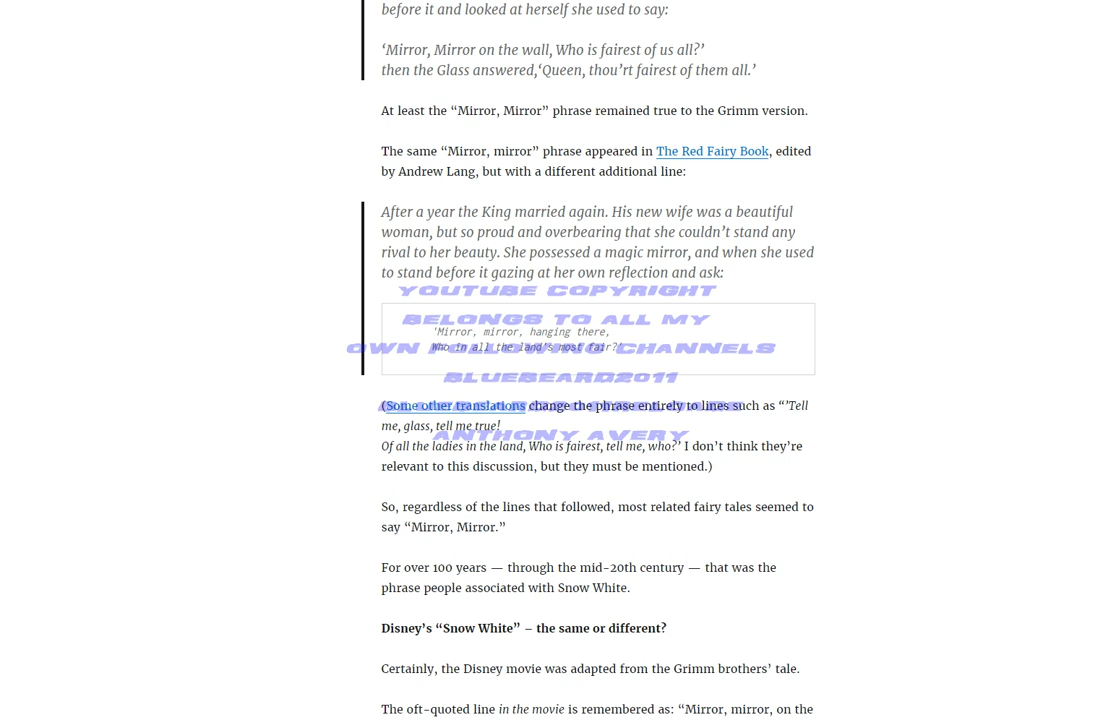 before it and looked at herself she used to say:
‘Mirror, Mirror on the wall, Who is fairest of us all?’
then the Glass answered,‘Queen, thou’rt fairest of them all.’
At least the “Mirror, Mirror” phrase remained true to the Grimm version.
The same “Mirror, mirror” phrase appeared in The Red Fairy Book, edited
by Andrew Lang, but with a different additional line:
After a year the King married again. His new wife was a beautiful
woman, but so proud and overbearing that she couldn’t stand any
rival to her beauty. She possessed a magic mirror, and when she used
to stand before it gazing at her own reflection and ask:
YOUTUBE COPYRIGHT
BELONGS TO ALL MY
'Mirror, mirror, hanging there,
Who in all the land's most fair?'
OWN FOLLOWING CHANNELS
BLUEBEARD2011
(Some other translations change the phrase entirely to lines such as “’Tell
me, glass, tell me true!
ANTHONY AVERY
Of all the ladies in the land, Who is fairest, tell me, who?’ I don’t think they’re
relevant to this discussion, but they must be mentioned.)
So, regardless of the lines that followed, most related fairy tales seemed to
say “Mirror, Mirror.”
For over 100 years — through the mid-20th century — that was the
phrase people associated with Snow White.
Disney’s “Snow White” – the same or different?
Certainly, the Disney movie was adapted from the Grimm brothers’ tale.
The oft-quoted line in the movie is remembered as: “Mirror, mirror, on the